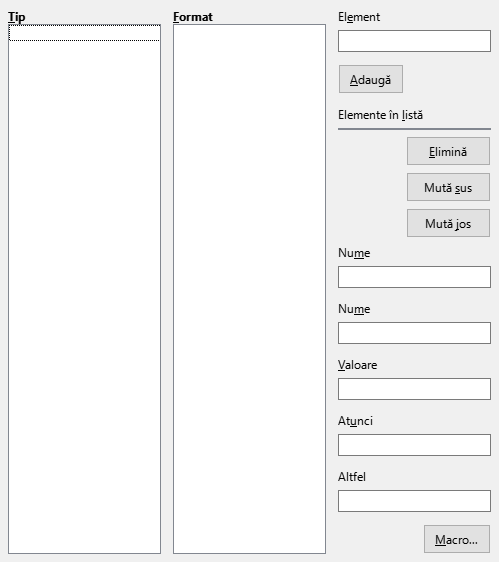 Tip
Format
Element
Adaugă
Elemente în listă
Elimină
Mută sus
Mută jos
Nume
Nume
Valoare
Atunci
Altfel
Macro...